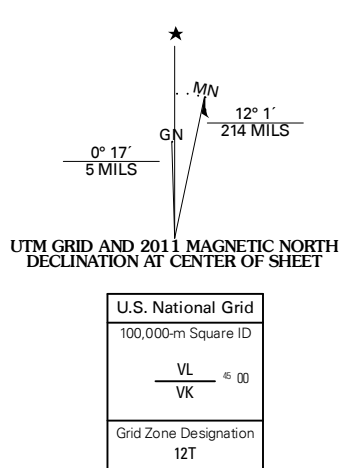 MN
12° 1´
214 MILS
GN
0° 17´
5 MILS
UTM GRID AND 2011 MAGNETIC NORTH
DECLINATION AT CENTER OF SHEET
U.S. National Grid
100,000-m Square ID
VL
45 00
VK
Grid Zone Designation
12T